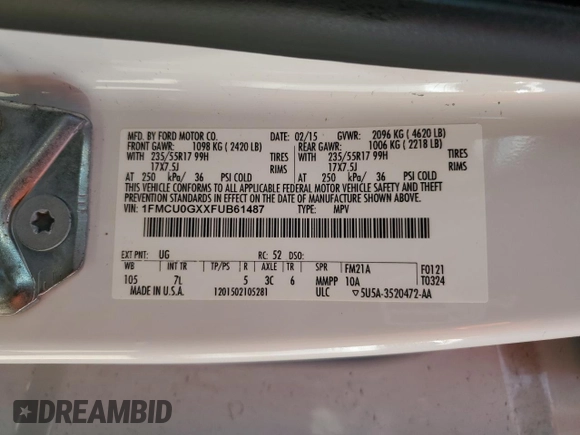 MFD. BY FORD MOTOR CO. 02/15 GVWR: 2096 KG ( 4620 LB)
FRONT GAWR: 1098 KG ( 2420 LB) REAR GAWR: 1006 KG ( 2218 LB)
WITH 235/55R17 99H TIRES WITH 235/55R17 99H TIRES
17X7.5J RIMS 17X7.5J RIMS
AT 250 kPa/ 36 PSI COLD AT 250 kPa/ 36 PSI COLD
THIS VEHICLE CONFORMS TO ALL APPLICABLE FEDERAL MOTOR VEHICLE SAFETY AND THEFT
PREVENTION STANDARDS IN EFFECT ON THE DATE OF MANUFACTURE SHOWN ABOVE.
VIN: 1FMCU0GXXFUB61487 TYPE: MPV
EXT PNT: UG RC: 52 DSO:
WB INT TR TP/PS R AXLE TR SPR FM21A F0121
105 7L 5 3C 6 MMPP 10A T0324
MADE IN U.S.A. 1201502105281 ULC 5U5A-3520472-AA
DREAMBID